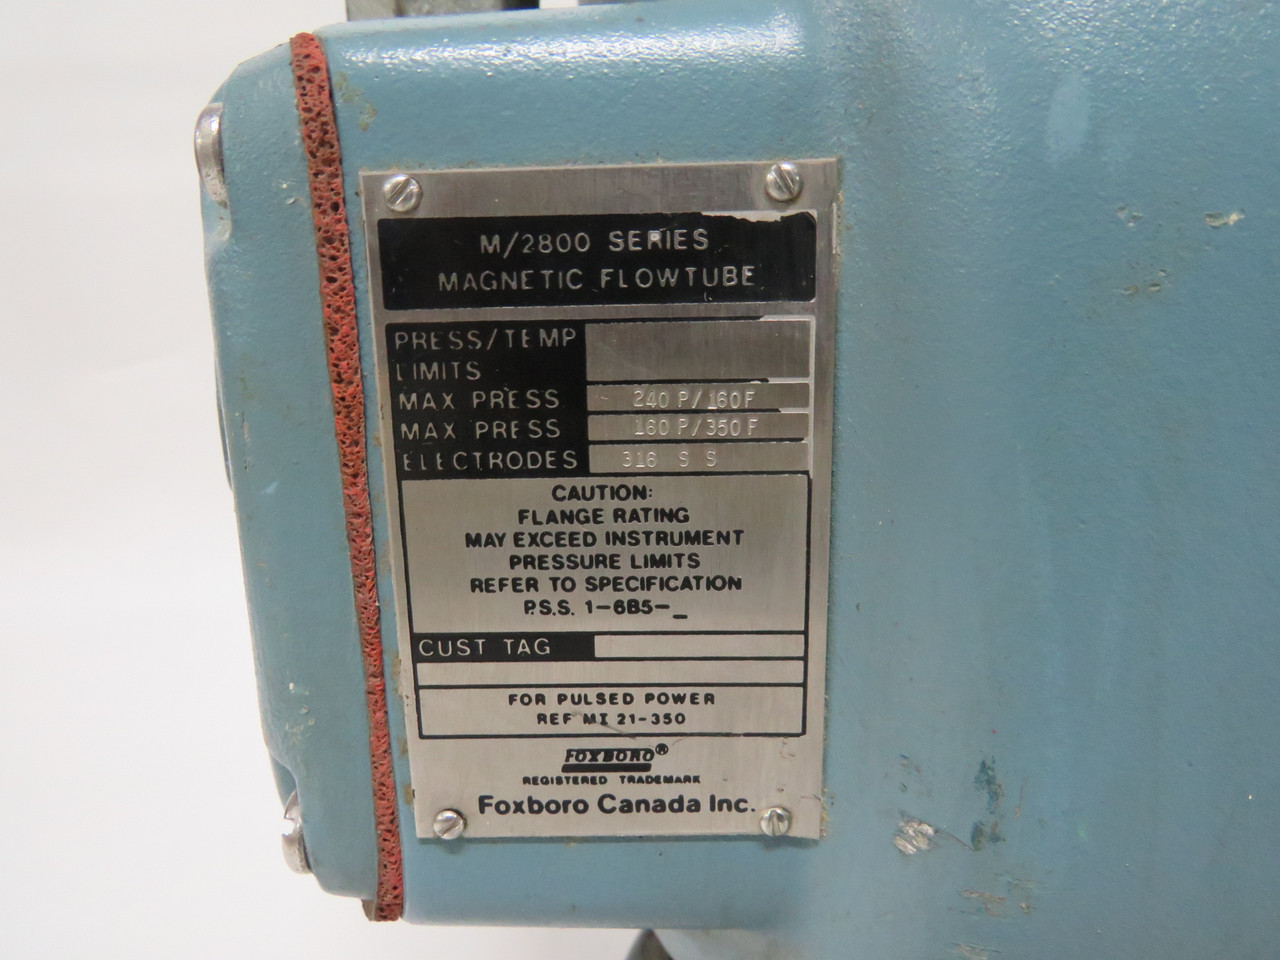 M/2800 SERIES
MAGNETIC FLOWTUBE
PRESS/TEMP
LIMITS
MAX PRESS 240 P/160F
MAX PRESS 160 P/350 F
ELECTRODES 316 S S
CAUTION:
FLANGE RATING
MAY EXCEED INSTRUMENT
PRESSURE LIMITS
REFER TO SPECIFICATION
P.S.S. 1-6B5-_
CUST TAG
FOR PULSED POWER
REF MI 21-350
FOXBORO®
REGISTERED TRADEMARK
Foxboro Canada Inc.